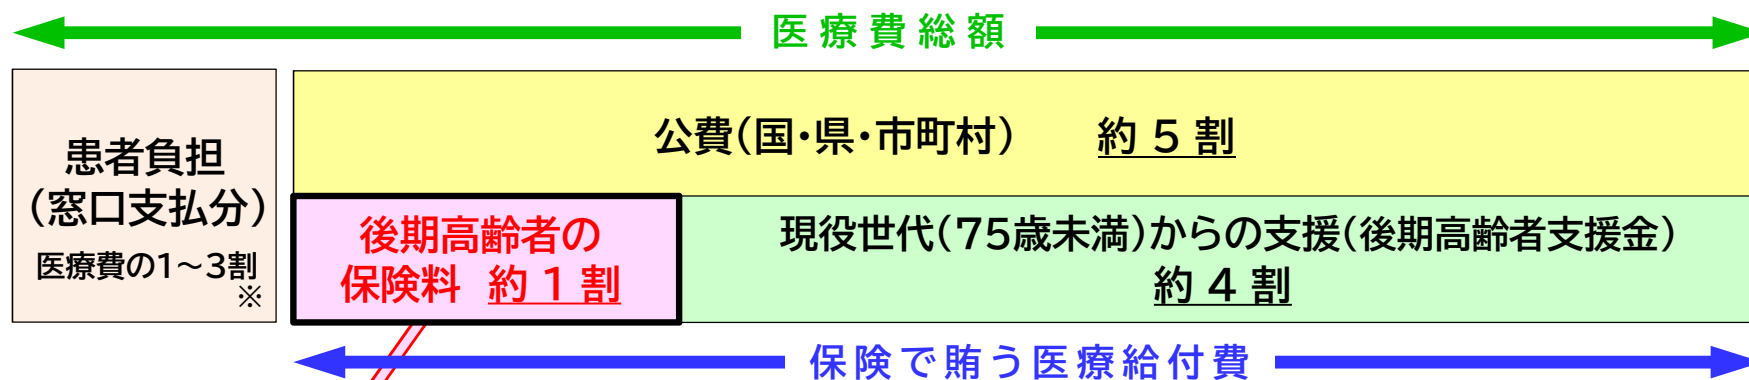 医療費総額
患者負担
(窓口支払分)
医療費の1～3割
※
公費(国・県・市町村)　約5割
後期高齢者の
保険料 約1割
現役世代(75歳未満)からの支援(後期高齢者支援金)
約4割
保険で賄う医療給付費